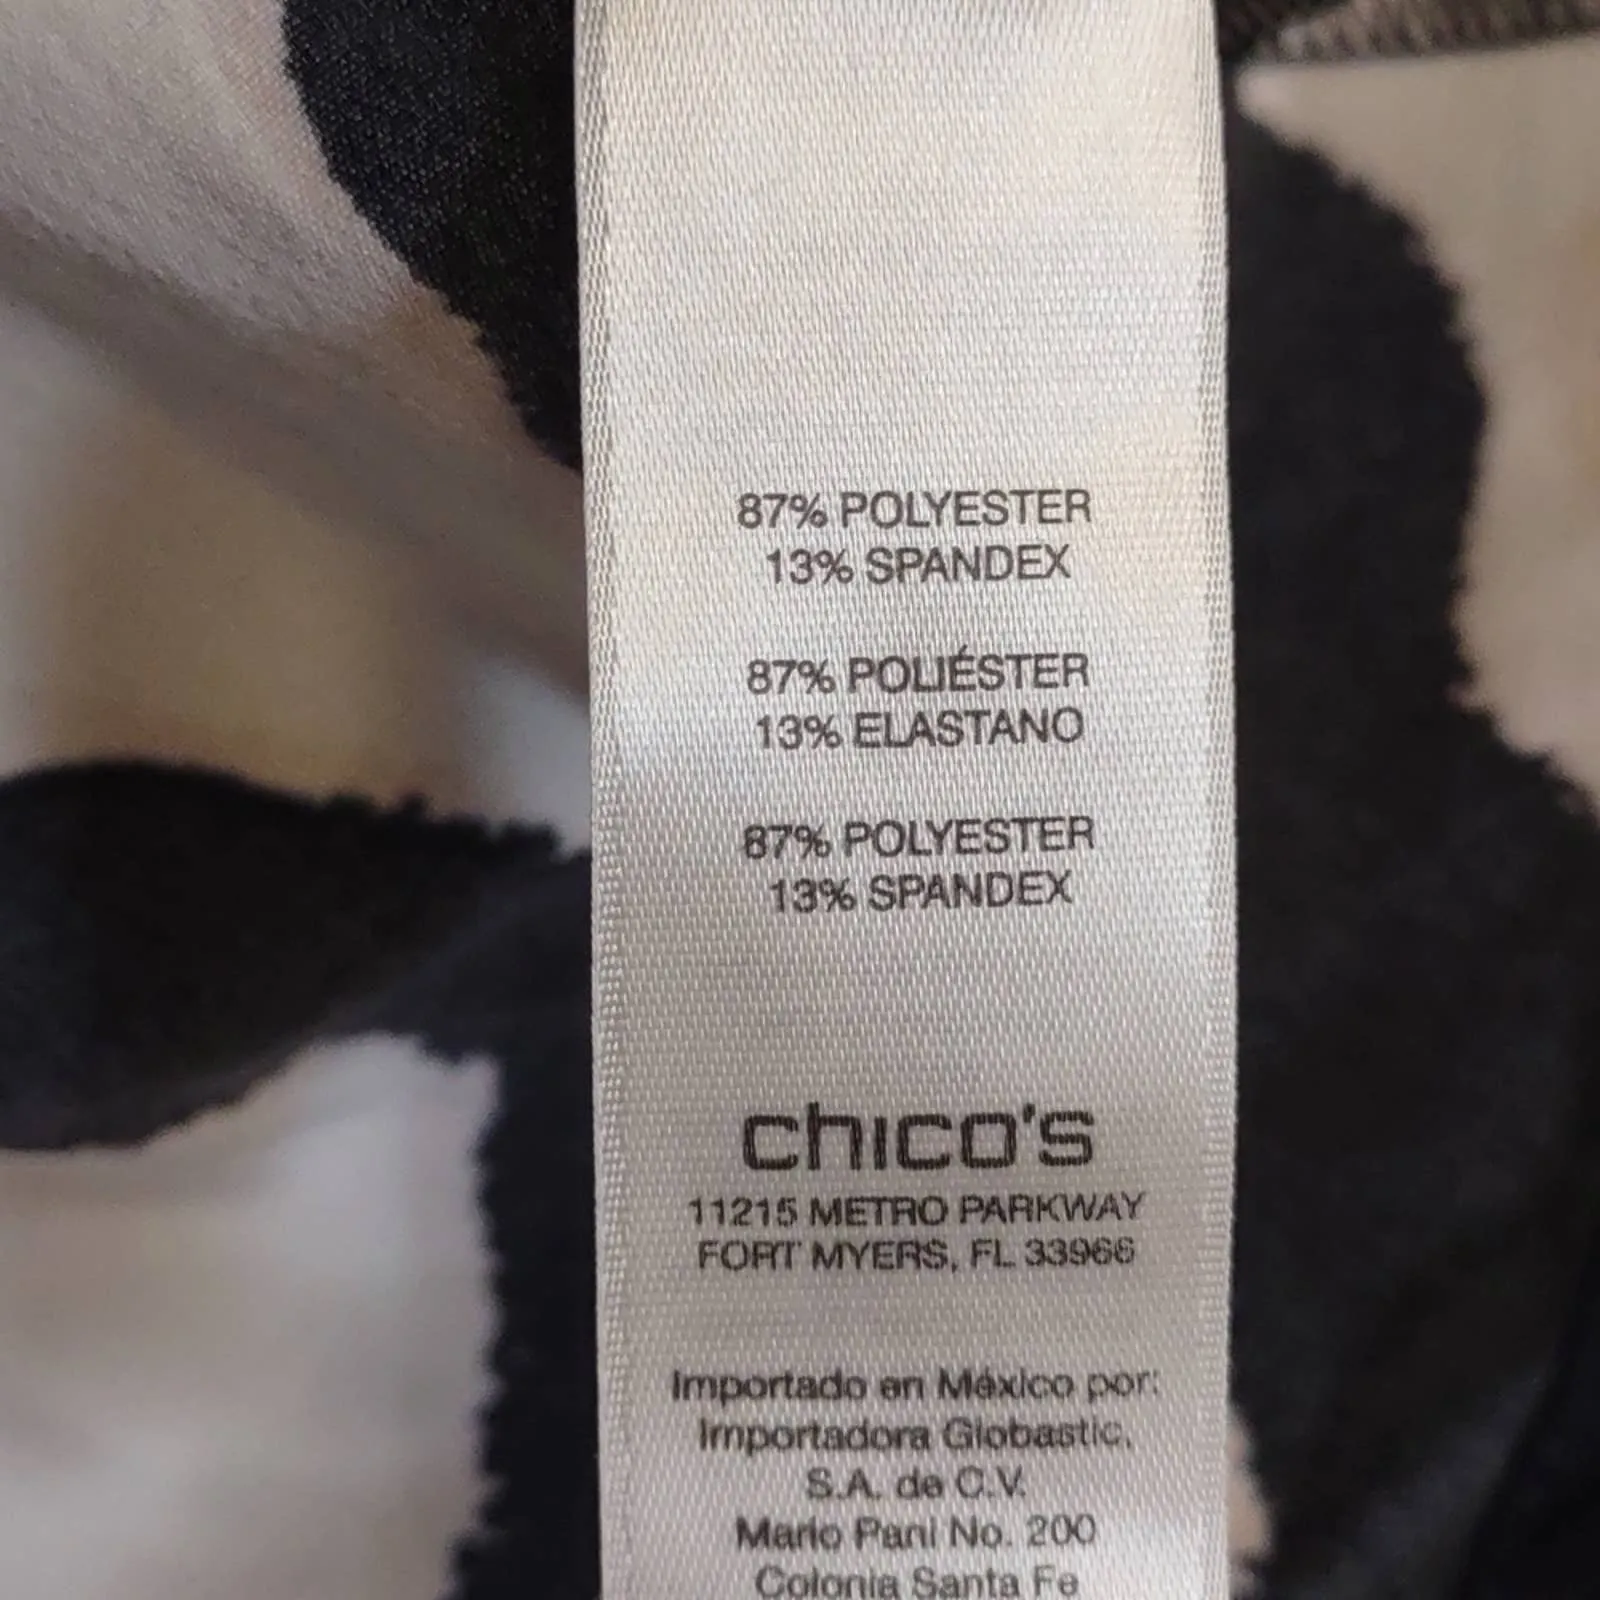 87% POLYESTER
13% SPANDEX
87% POLIÉSTER
13% ELASTANO
87% POLYESTER
13% SPANDEX
chico's
11215 METRO PARKWAY
FORT MYERS, FL 33966
Importado en México por:
Importadora Globastic,
S.A. de C.V.
Mario Pani No. 200
Colonia Santa Fe